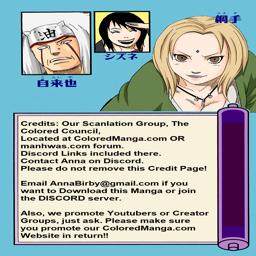 油
自来也
シズネ
綱手
Credits: Our Scanlation Group, The
Colored Council,
Located at ColoredManga.com OR
manhwas.com forum.
Discord Links included there.
Contact Anna on Discord.
Please do not remove this Credit Page!
Email AnnaBirby@gmail.com if you
want to Download this Manga or join
the DISCORD server.
Also, we promote Youtubers or Creator
Groups, just ask. Please make sure
you promote our ColoredManga.com
Website in return!!